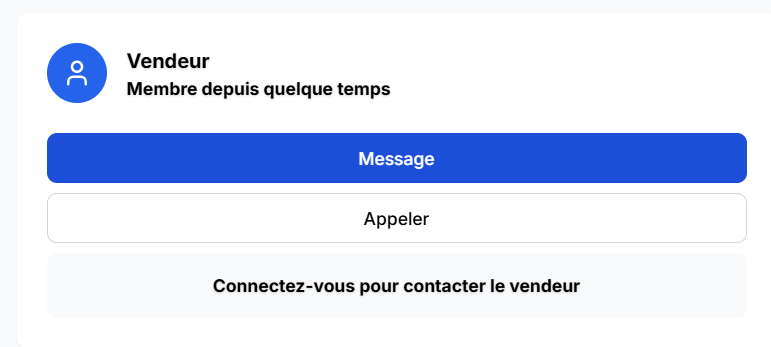 Vendeur
Membre depuis quelque temps
Message
Appeler
Connectez-vous pour contacter le vendeur